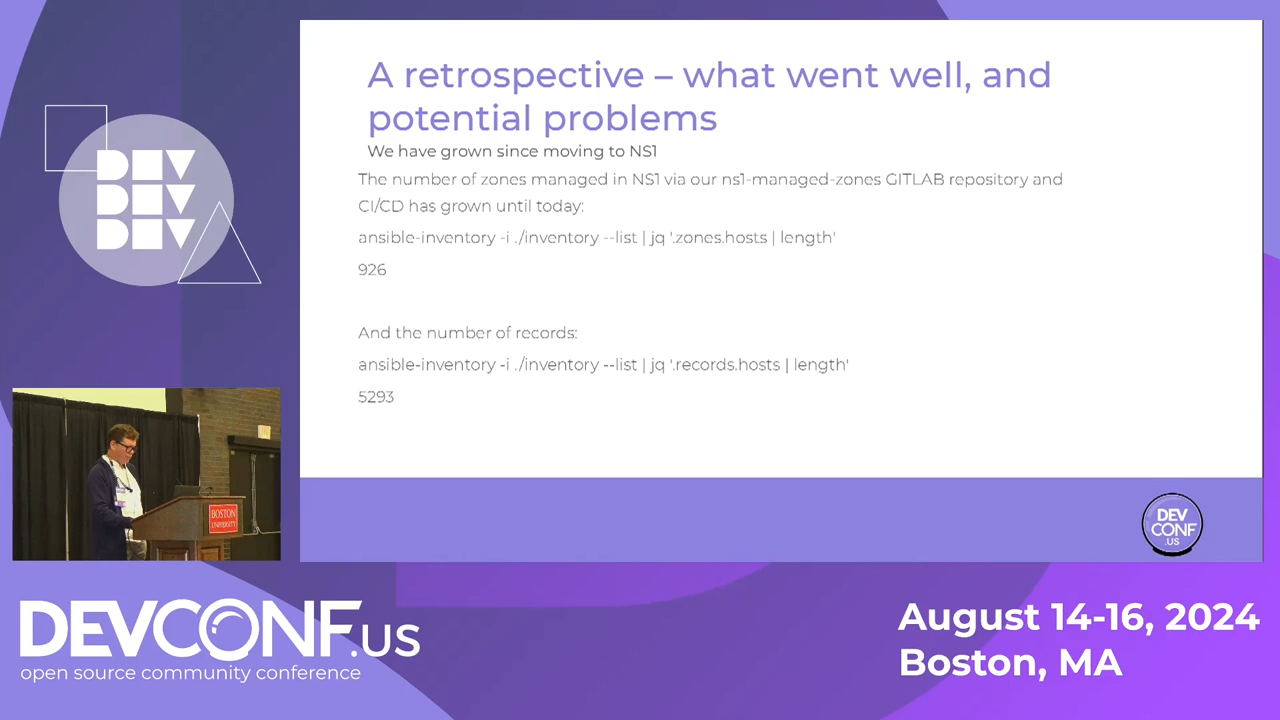 DEV
DEV
DEV
A retrospective – what went well, and
potential problems
We have grown since moving to NS1
The number of zones managed in NS1 via our ns1-managed-zones GITLAB repository and
CI/CD has grown until today:
ansible-inventory -i ./inventory --list | jq '.zones.hosts | length'
926
And the number of records:
ansible-inventory -i ./inventory --list | jq '.records.hosts | length'
5293
BOSTON
UNIVERSITY
DEV
CONF
.US
DEVCONF.US
open source community conference
August 14-16, 2024
Boston, MA